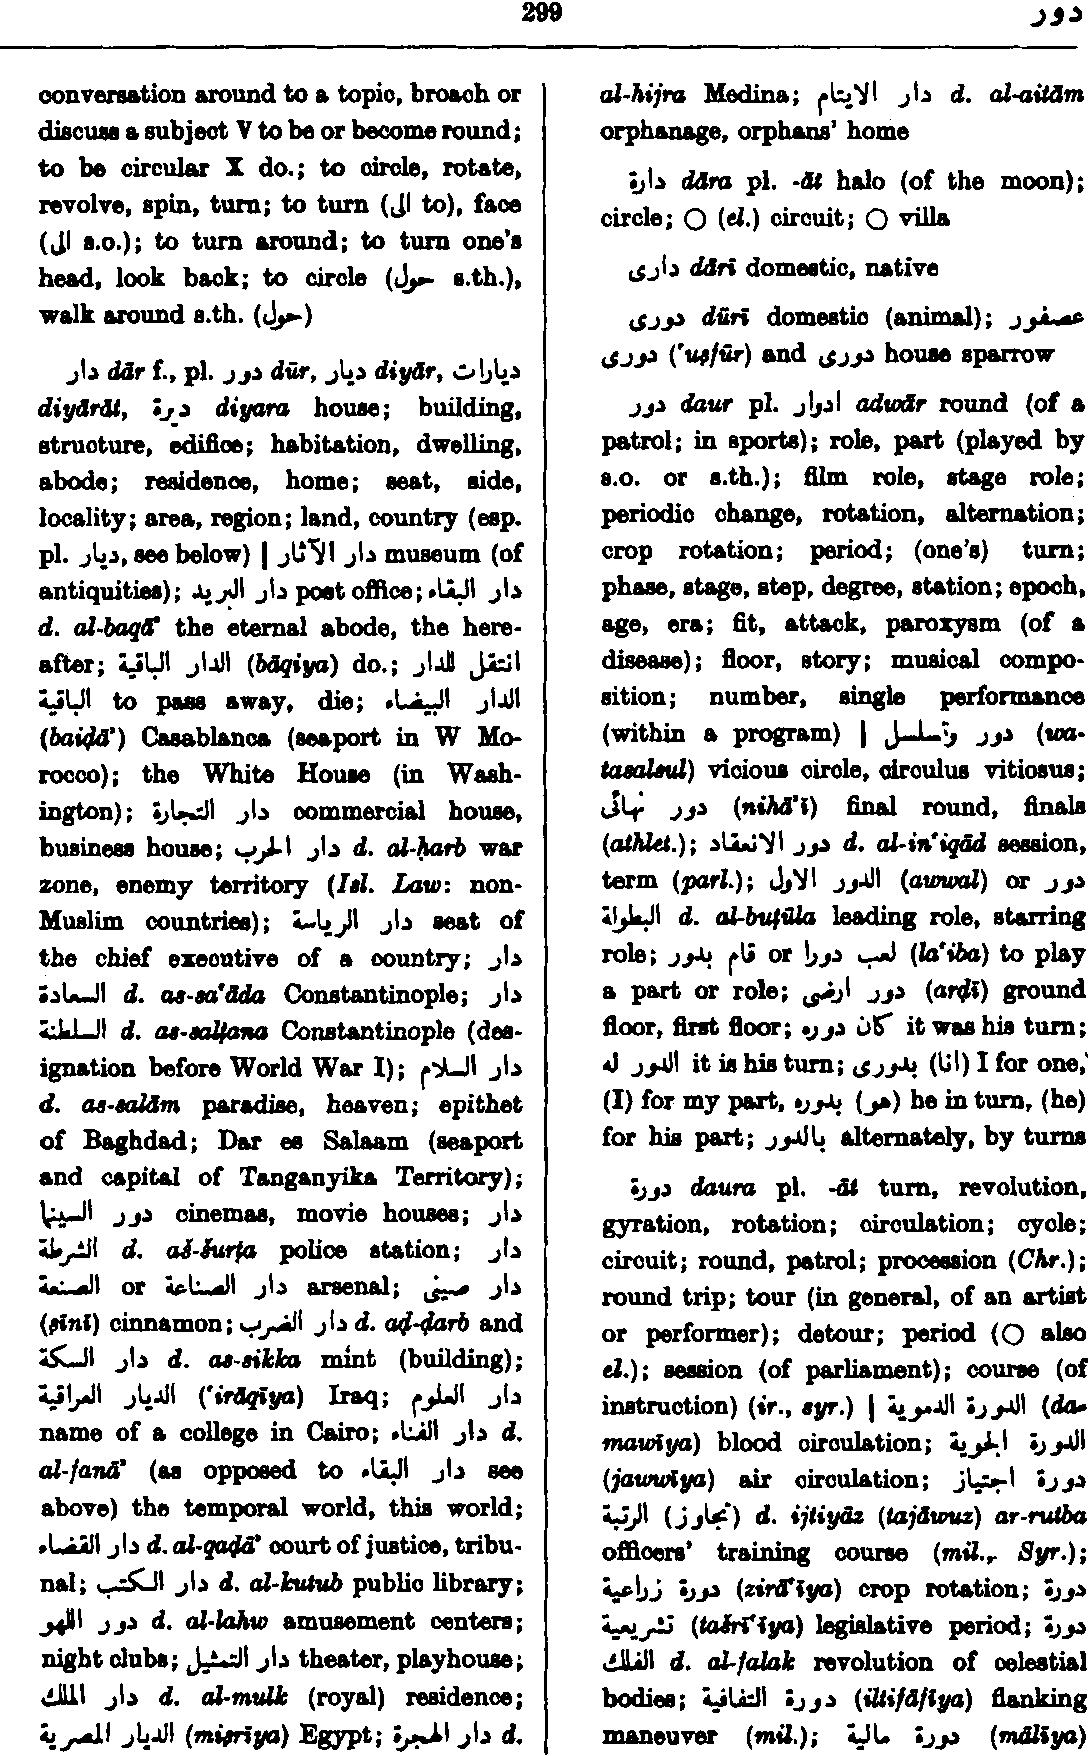 299
دور
conversation around to a topic, broach or
discuss a subject V to be or become round;
to be circular X do.; to circle, rotate,
revolve, spin, turn; to turn (الى to), face
(الى s.o.); to turn around; to turn one's
head, look back; to circle (حول s.th.),
walk around s.th. (حول)
دار dār f., pl. دور dūr, ديار diyār, ديارات
diyārāt, ديرة diyara house; building,
structure, edifice; habitation, dwelling,
abode; residence, home; seat, side,
locality; area, region; land, country (esp.
pl. ديار, see below) | دار الآثار museum (of
antiquities); دار البريد post office; دار البقاء
d. al-baqā' the eternal abode, the here-
after; الدار الباقية (bāqiya) do.; انتقل للدار
الباقية to pass away, die; الدار البيضاء
(baiḍā') Casablanca (seaport in W Mo-
rocco); the White House (in Wash-
ington); دار التجارة commercial house,
business house; دار الحرب d. al-ḥarb war
zone, enemy territory (Isl. Law: non-
Muslim countries); دار الرياسة seat of
the chief executive of a country; دار
السعادة d. as-sa'āda Constantinople; دار
السلطنة d. as-salṭana Constantinople (des-
ignation before World War I); دار السلام
d. as-salām paradise, heaven; epithet
of Baghdad; Dar es Salaam (seaport
and capital of Tanganyika Territory);
دور السينما cinemas, movie houses; دار
الشرطة d. aš-šurṭa police station; دار
الصنعة or دار الصناعة arsenal; دار صيني
(ṣīnī) cinnamon; دار الضرب d. aḍ-ḍarb and
دار السكة d. as-sikka mint (building);
الديار العراقية ('irāqīya) Iraq; دار العلوم
name of a college in Cairo; دار الفناء d.
al-fanā' (as opposed to دار البقاء see
above) the temporal world, this world;
دار القضاء d. al-qaḍā' court of justice, tribu-
nal; دار الكتب d. al-kutub public library;
دور اللهو d. al-lahw amusement centers;
night clubs; دار التمثيل theater, playhouse;
دار الملك d. al-mulk (royal) residence;
الديار المصرية (miṣrīya) Egypt; دار الهجرة d.
al-hijra Medina; دار الايتام d. al-aitām
orphanage, orphans' home
دارة dāra pl. -āt halo (of the moon);
circle; ○ (el.) circuit; ○ villa
دارى dārī domestic, native
دورى dūrī domestic (animal); عصفور
دورى ('uṣfūr) and دورى house sparrow
دور daur pl. ادوار adwār round (of a
patrol; in sports); role, part (played by
s.o. or s.th.); film role, stage role;
periodic change, rotation, alternation;
crop rotation; period; (one's) turn;
phase, stage, step, degree, station; epoch,
age, era; fit, attack, paroxysm (of a
disease); floor, story; musical compo-
sition; number, single performance
(within a program) | دور وتسلسل (wa-
tasalsul) vicious circle, circulus vitiosus;
دور نهائى (nihā'ī) final round, finals
(athlet.); دور الانعقاد d. al-in'iqād session,
term (parl.); الدور الاول (awwal) or دور
البطولة d. al-buṭūla leading role, starring
role; قام بدور or لعب دورا (la'iba) to play
a part or role; دور ارضى (arḍī) ground
floor, first floor; كان دوره it was his turn;
الدور له it is his turn; بدورى (انا) I for one,
(I) for my part, بدوره (هو) he in turn, (he)
for his part; بالدور alternately, by turns
دورة daura pl. -āt turn, revolution,
gyration, rotation; circulation; cycle;
circuit; round, patrol; procession (Chr.);
round trip; tour (in general, of an artist
or performer); detour; period (○ also
el.); session (of parliament); course (of
instruction) (ir., syr.) | الدورة الدموية (da-
mawīya) blood circulation; الدورة الجوية
(jawwīya) air circulation; دورة اجتياز
(تجاوز) الرتبة d. ijtiyāz (tajāwuz) ar-rutba
officers' training course (mil., Syr.);
دورة زراعية (zirā'īya) crop rotation; دورة
تشريعية (tašrī'īya) legislative period; دورة
الفلك d. al-falak revolution of celestial
bodies; دورة التفافية (iltifāfīya) flanking
maneuver (mil.); دورة مالية (mālīya)